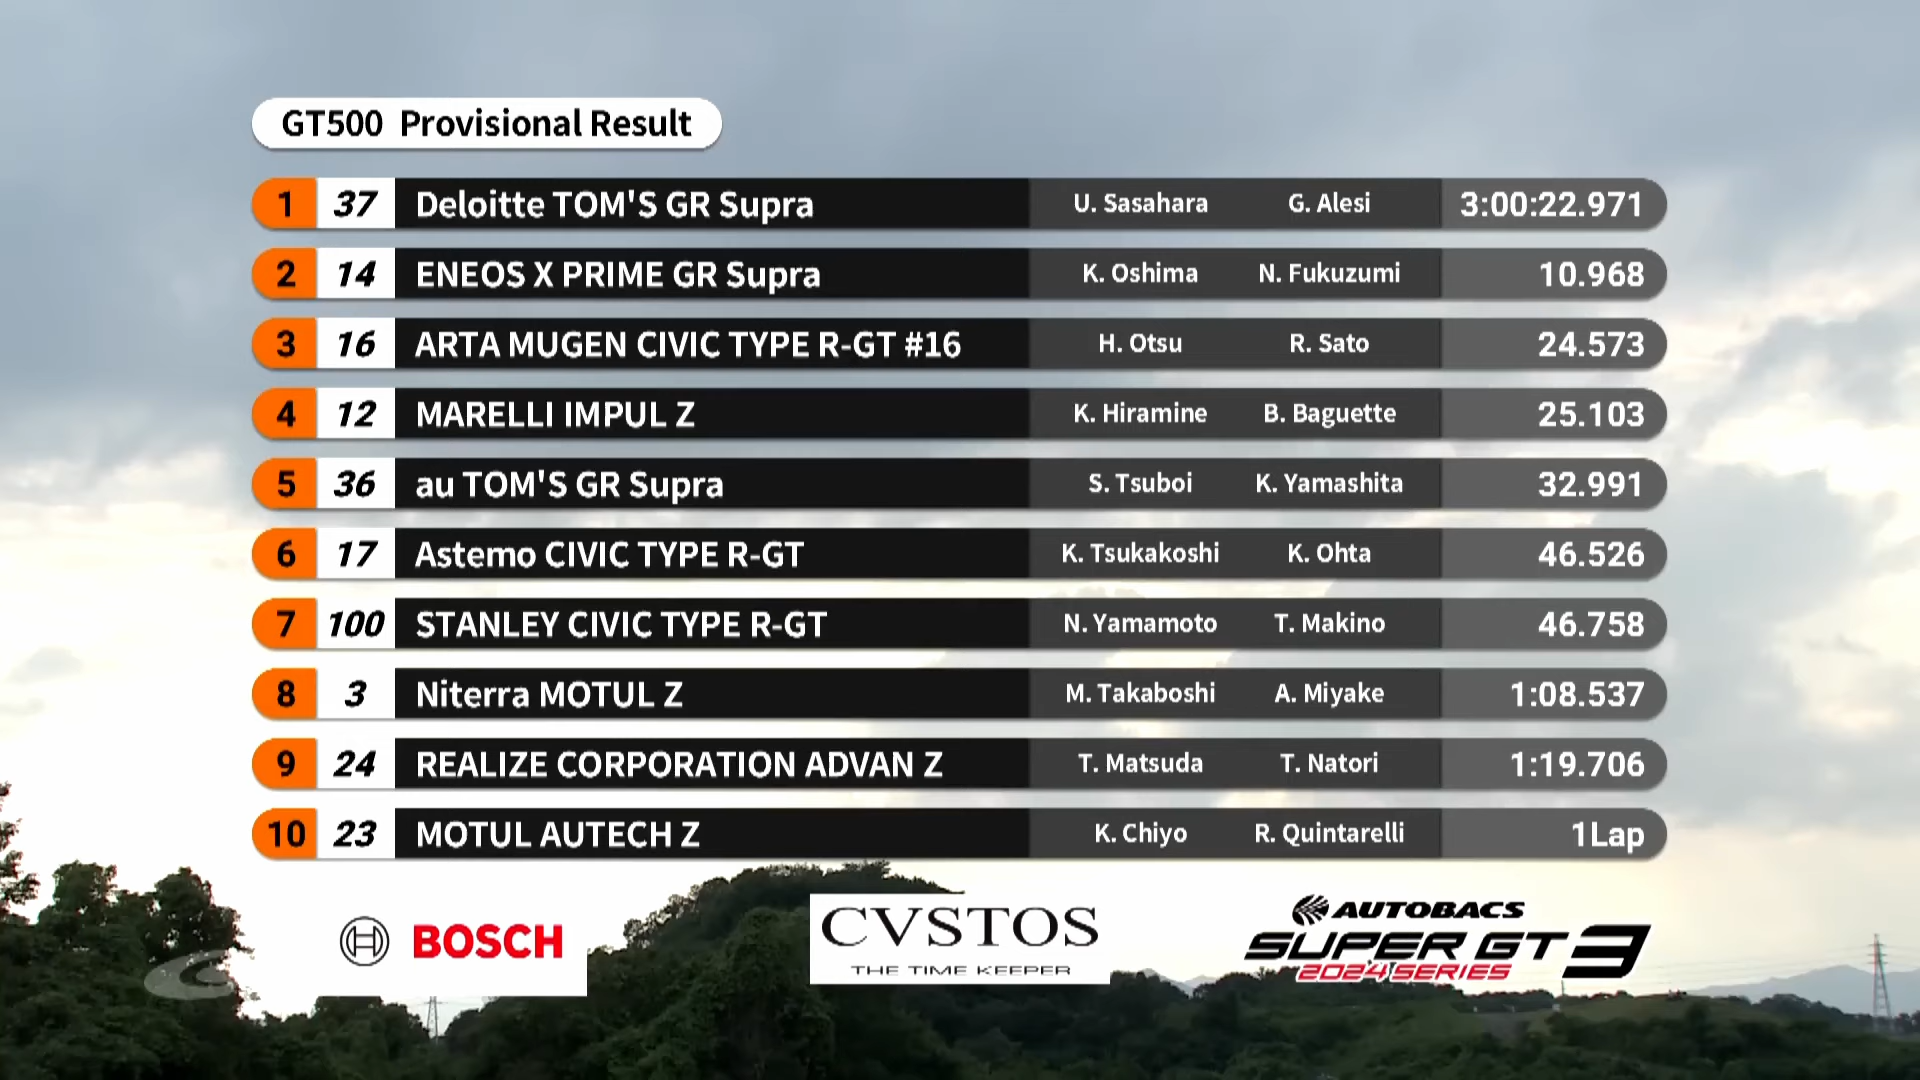 GT500 Provisional Result
1 37 Deloitte TOM'S GR Supra U. Sasahara G. Alesi 3:00:22.971
2 14 ENEOS X PRIME GR Supra K. Oshima N. Fukuzumi 10.968
3 16 ARTA MUGEN CIVIC TYPE R-GT #16 H. Otsu R. Sato 24.573
4 12 MARELLI IMPUL Z K. Hiramine B. Baguette 25.103
5 36 au TOM'S GR Supra S. Tsuboi K. Yamashita 32.991
6 17 Astemo CIVIC TYPE R-GT K. Tsukakoshi K. Ohta 46.526
7 100 STANLEY CIVIC TYPE R-GT N. Yamamoto T. Makino 46.758
8 3 Niterra MOTUL Z M. Takaboshi A. Miyake 1:08.537
9 24 REALIZE CORPORATION ADVAN Z T. Matsuda T. Natori 1:19.706
10 23 MOTUL AUTECH Z K. Chiyo R. Quintarelli 1Lap
BOSCH
CVSTOS
THE TIME KEEPER
AUTOBACS
SUPER GT 3
2024 SERIES